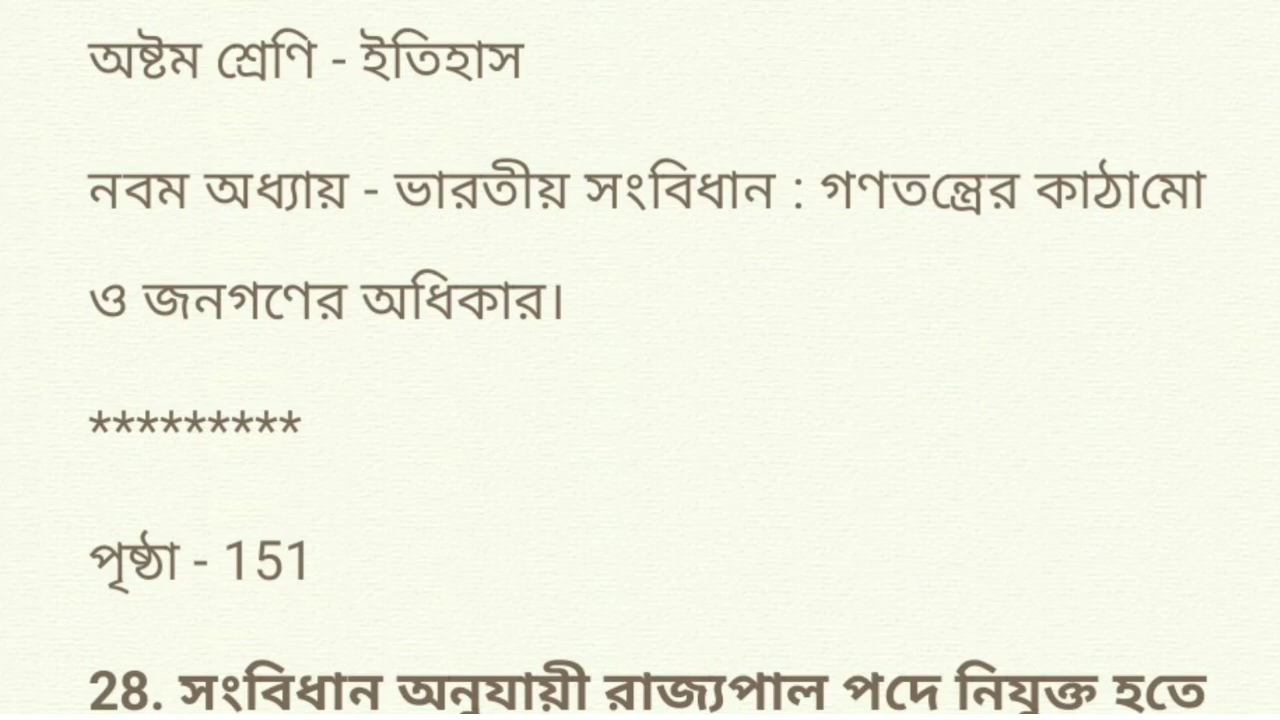 অষ্টম শ্রেণি - ইতিহাস
নবম অধ্যায় - ভারতীয় সংবিধান : গণতন্ত্রের কাঠামো
ও জনগণের অধিকার।
*********
পৃষ্ঠা - 151
28. সংবিধান অনুযায়ী রাজ্যপাল পদে নিযুক্ত হতে